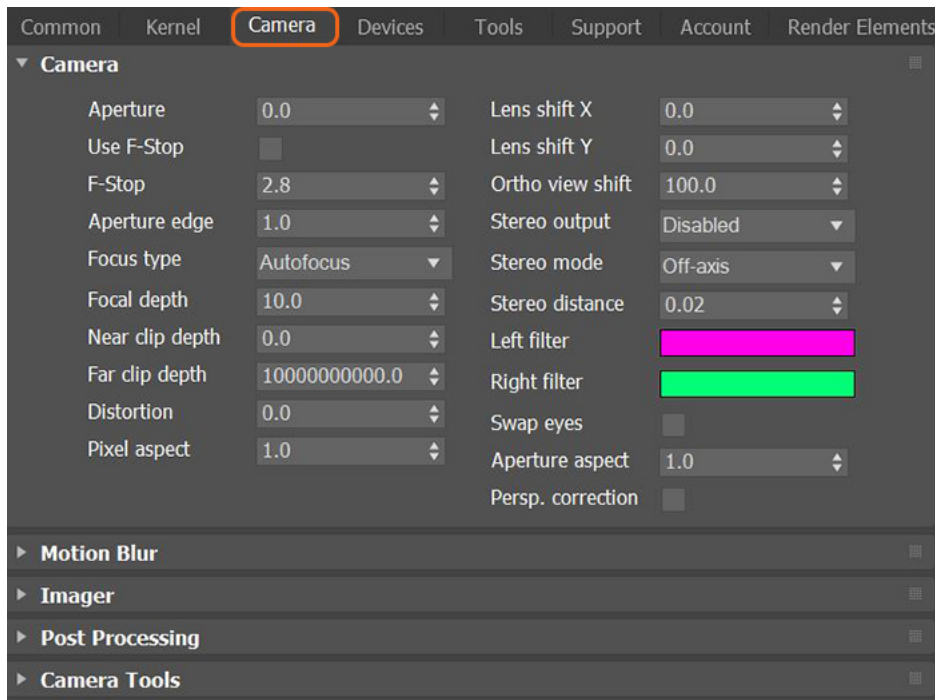 Common Kernel Camera Devices Tools Support Account Render Elements
Camera
Aperture 0.0
Use F-Stop
F-Stop 2.8
Aperture edge 1.0
Focus type Autofocus
Focal depth 10.0
Near clip depth 0.0
Far clip depth 10000000000.0
Distortion 0.0
Pixel aspect 1.0
Lens shift X 0.0
Lens shift Y 0.0
Ortho view shift 100.0
Stereo output Disabled
Stereo mode Off-axis
Stereo distance 0.02
Left filter
Right filter
Swap eyes
Aperture aspect 1.0
Persp. correction
Motion Blur
Imager
Post Processing
Camera Tools